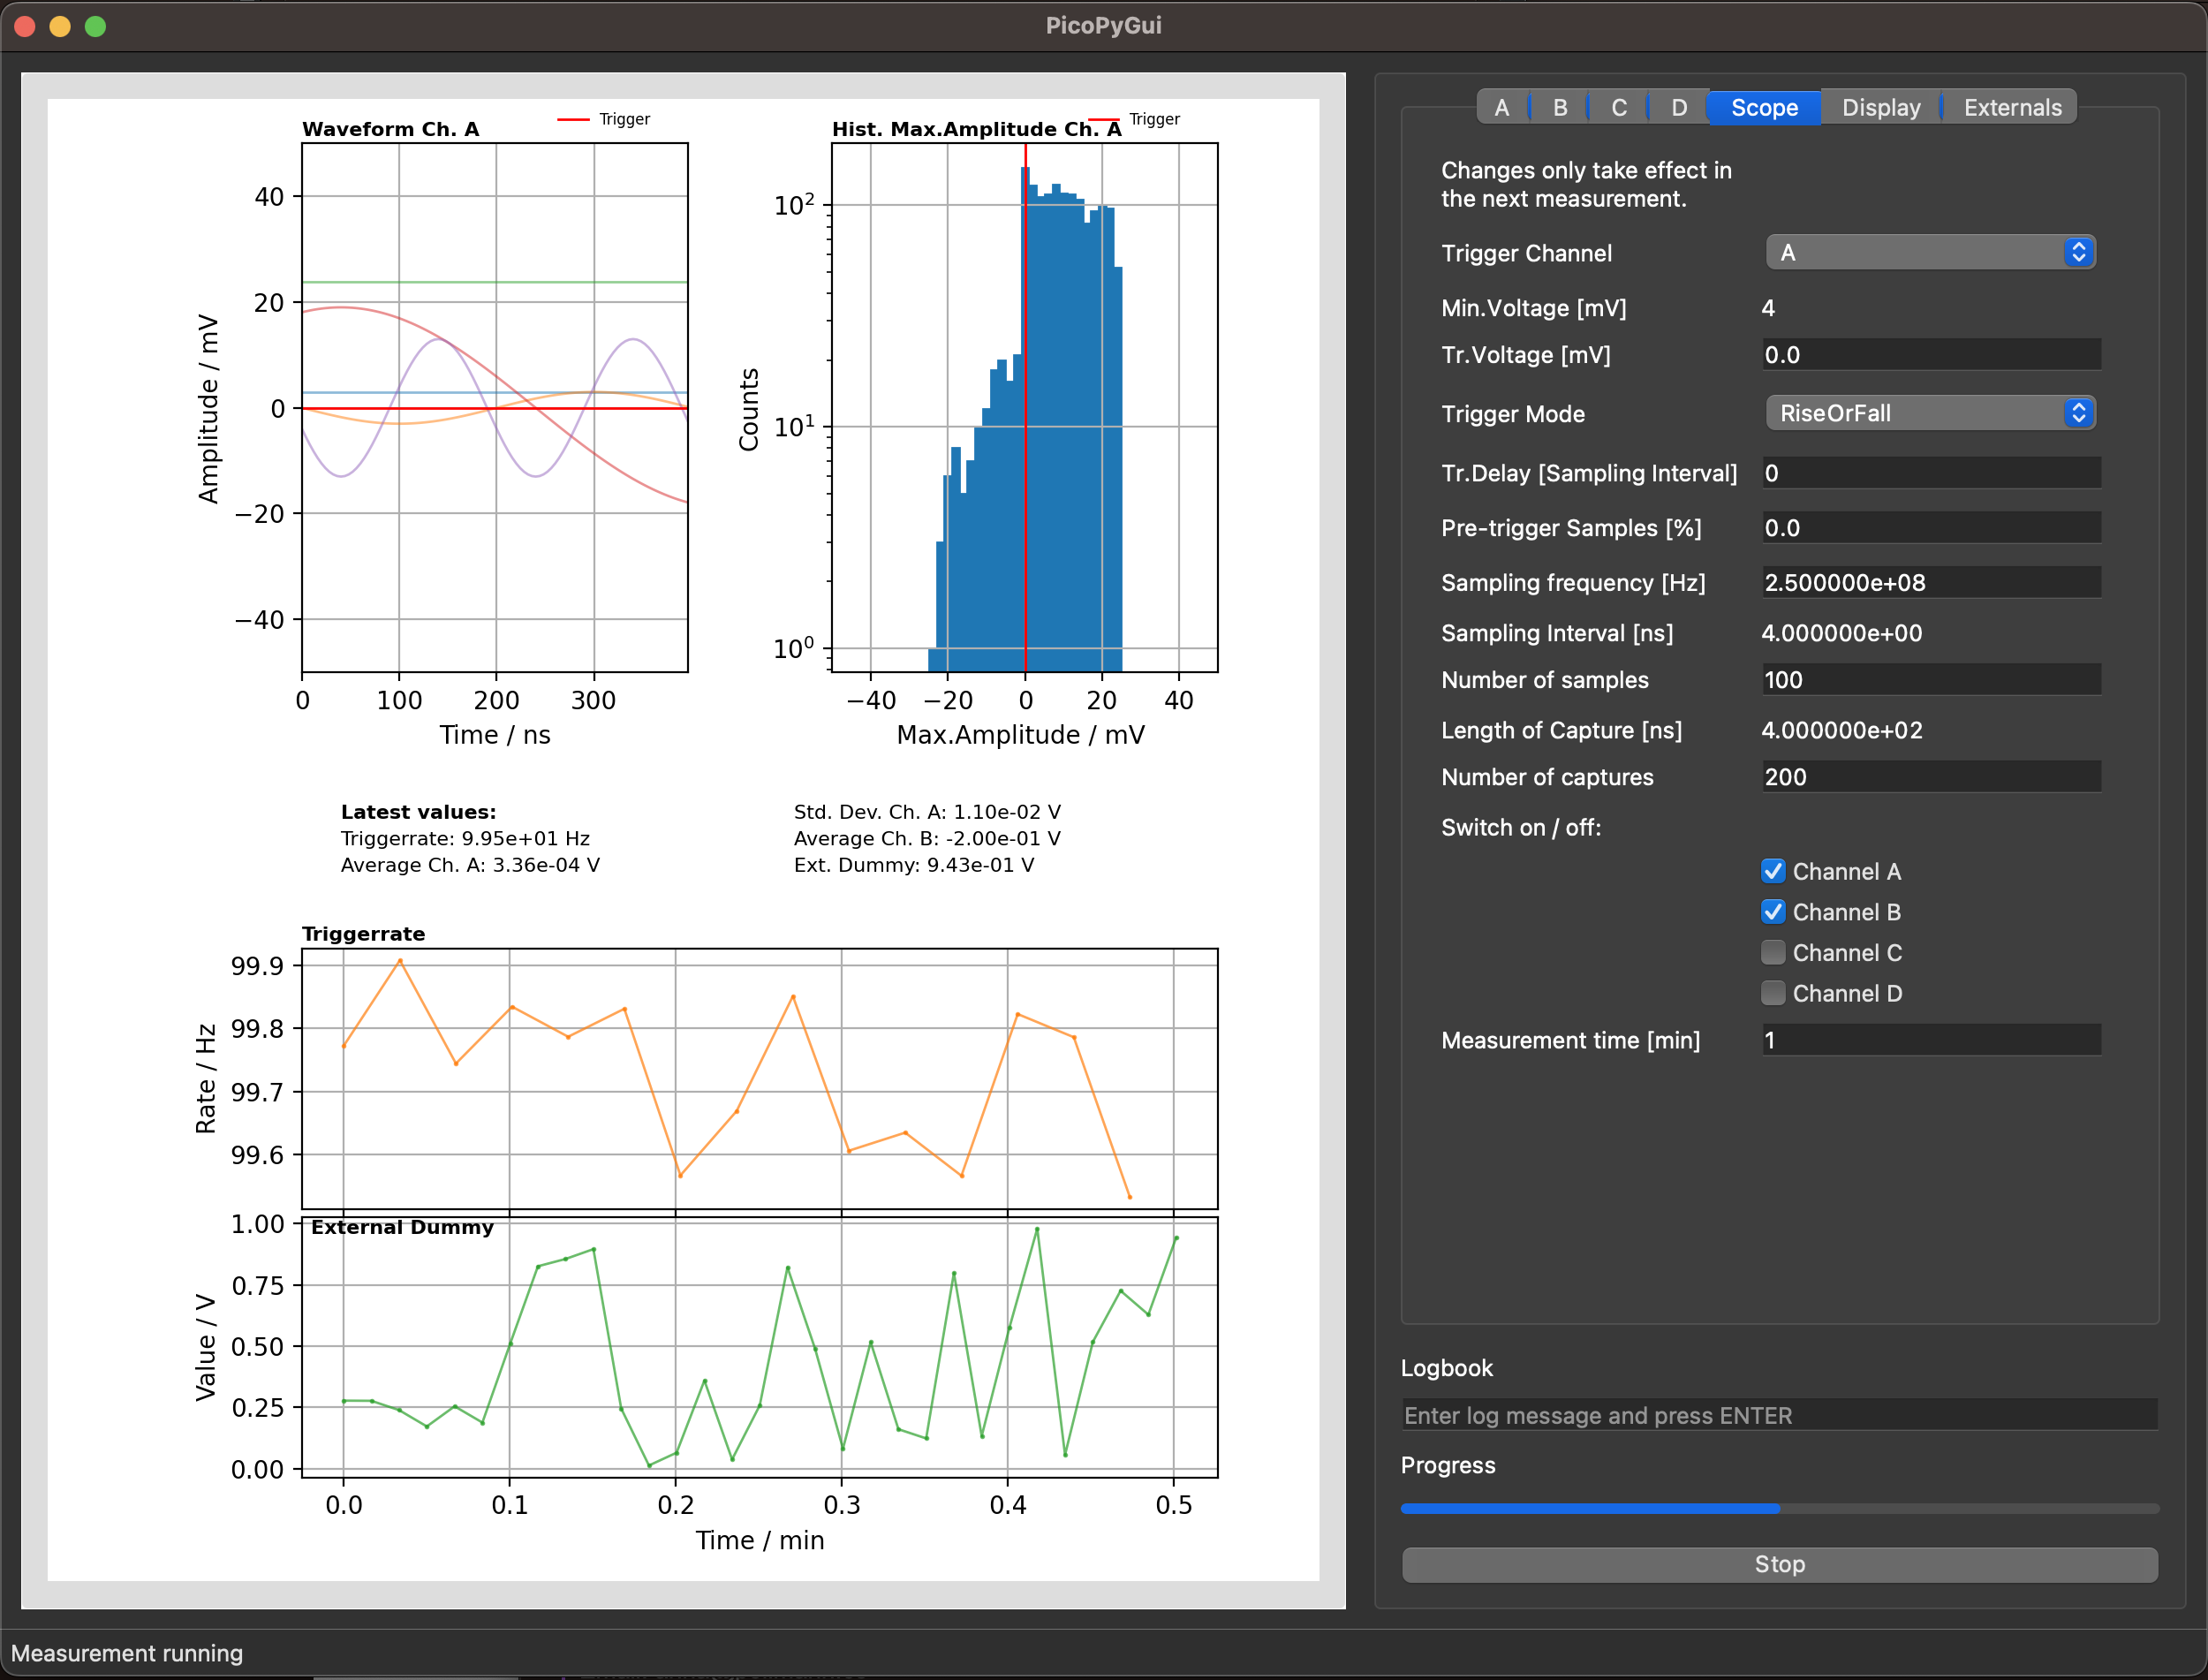 PicoPyGui
Waveform Ch. A
Trigger
40
20
0
−20
−40
Amplitude / mV
0 100 200 300
Time / ns
Hist. Max.Amplitude Ch. A
Trigger
10²
10¹
10⁰
Counts
−40 −20 0 20 40
Max.Amplitude / mV
Latest values:
Triggerrate: 9.95e+01 Hz
Average Ch. A: 3.36e-04 V
Std. Dev. Ch. A: 1.10e-02 V
Average Ch. B: -2.00e-01 V
Ext. Dummy: 9.43e-01 V
Triggerrate
99.9
99.8
99.7
99.6
Rate / Hz
External Dummy
1.00
0.75
0.50
0.25
0.00
Value / V
0.0 0.1 0.2 0.3 0.4 0.5
Time / min
A B C D Scope Display Externals
Changes only take effect in
the next measurement.
Trigger Channel A
Min.Voltage [mV] 4
Tr.Voltage [mV] 0.0
Trigger Mode RiseOrFall
Tr.Delay [Sampling Interval] 0
Pre-trigger Samples [%] 0.0
Sampling frequency [Hz] 2.500000e+08
Sampling Interval [ns] 4.000000e+00
Number of samples 100
Length of Capture [ns] 4.000000e+02
Number of captures 200
Switch on / off:
Channel A
Channel B
Channel C
Channel D
Measurement time [min] 1
Logbook
Enter log message and press ENTER
Progress
Stop
Measurement running